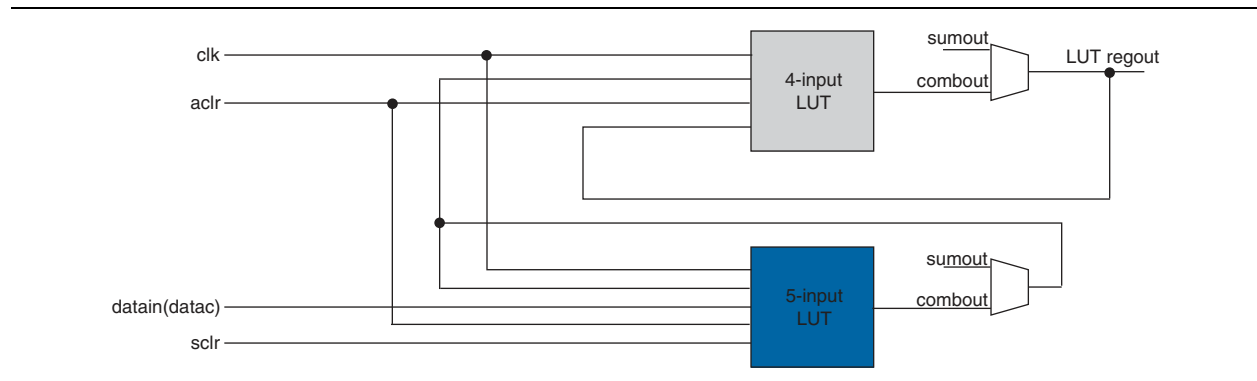 clk
aclr
4-input
LUT
sumout
combout
LUT regout
datain(datac)
sclr
5-input
LUT
sumout
combout